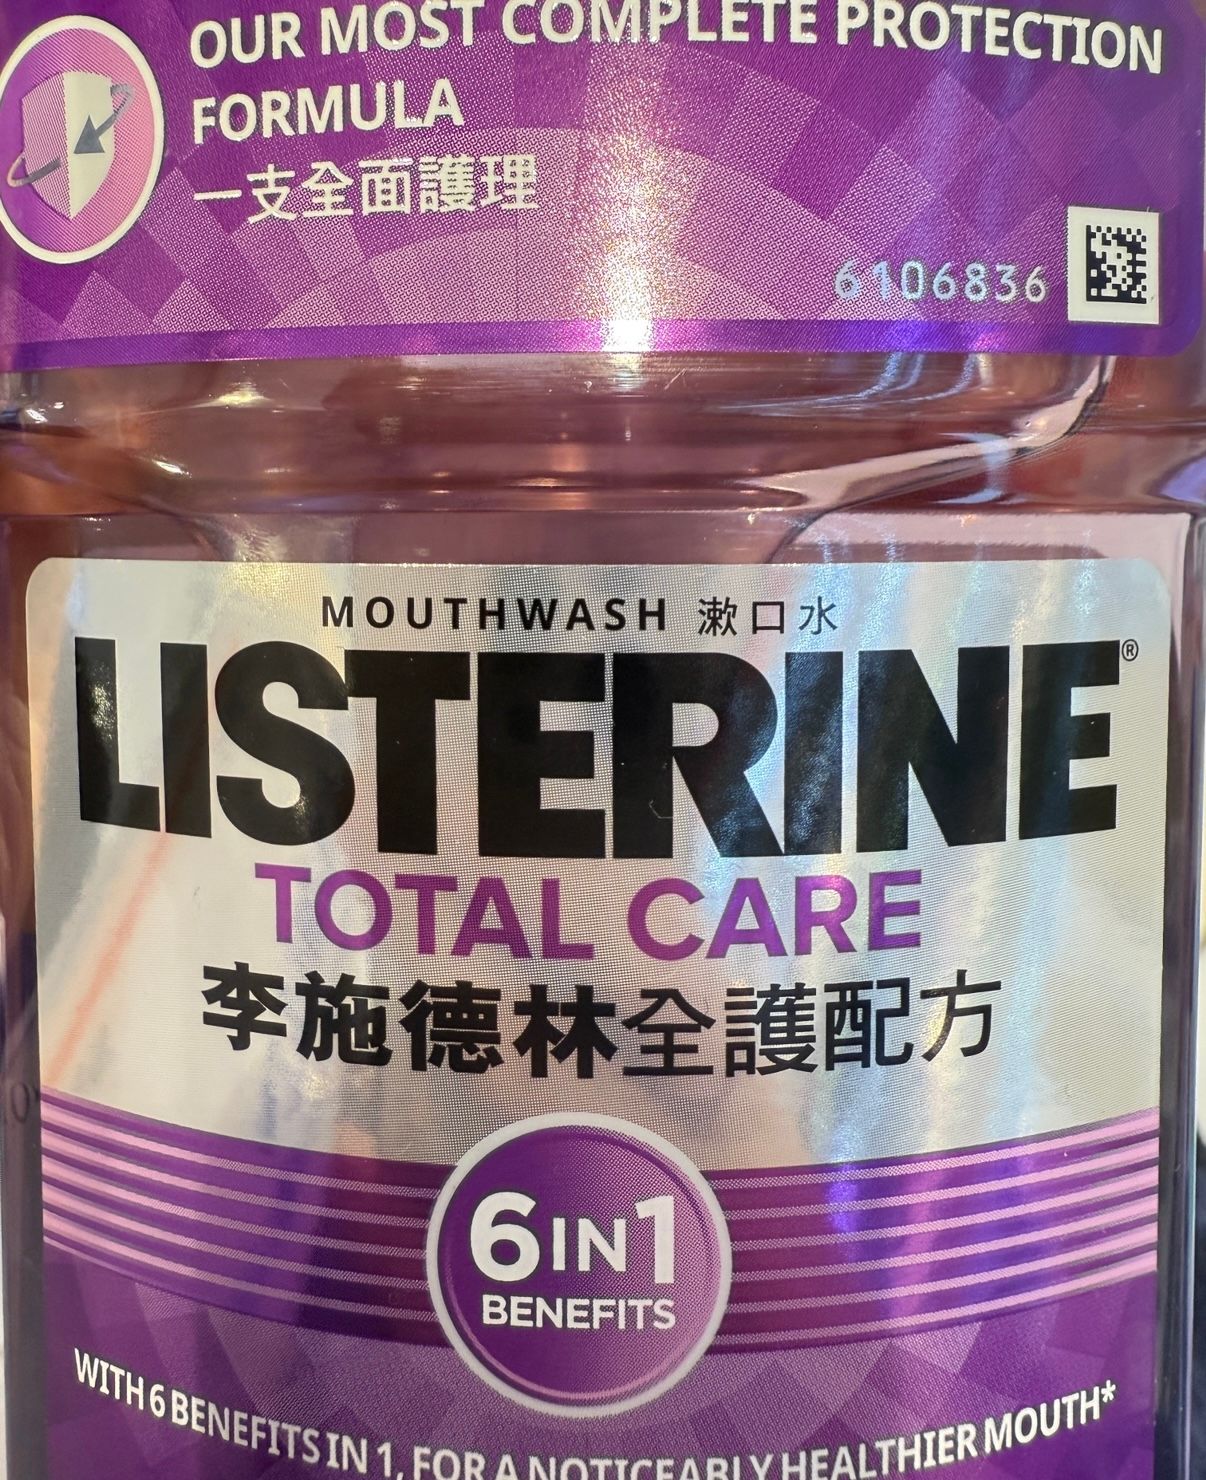 OUR MOST COMPLETE PROTECTION
FORMULA
一支全面護理
6106836
MOUTHWASH 漱口水
LISTERINE®
TOTAL CARE
李施德林全護配方
6 IN 1
BENEFITS
WITH 6 BENEFITS IN 1, FOR A NOTICEABLY HEALTHIER MOUTH*